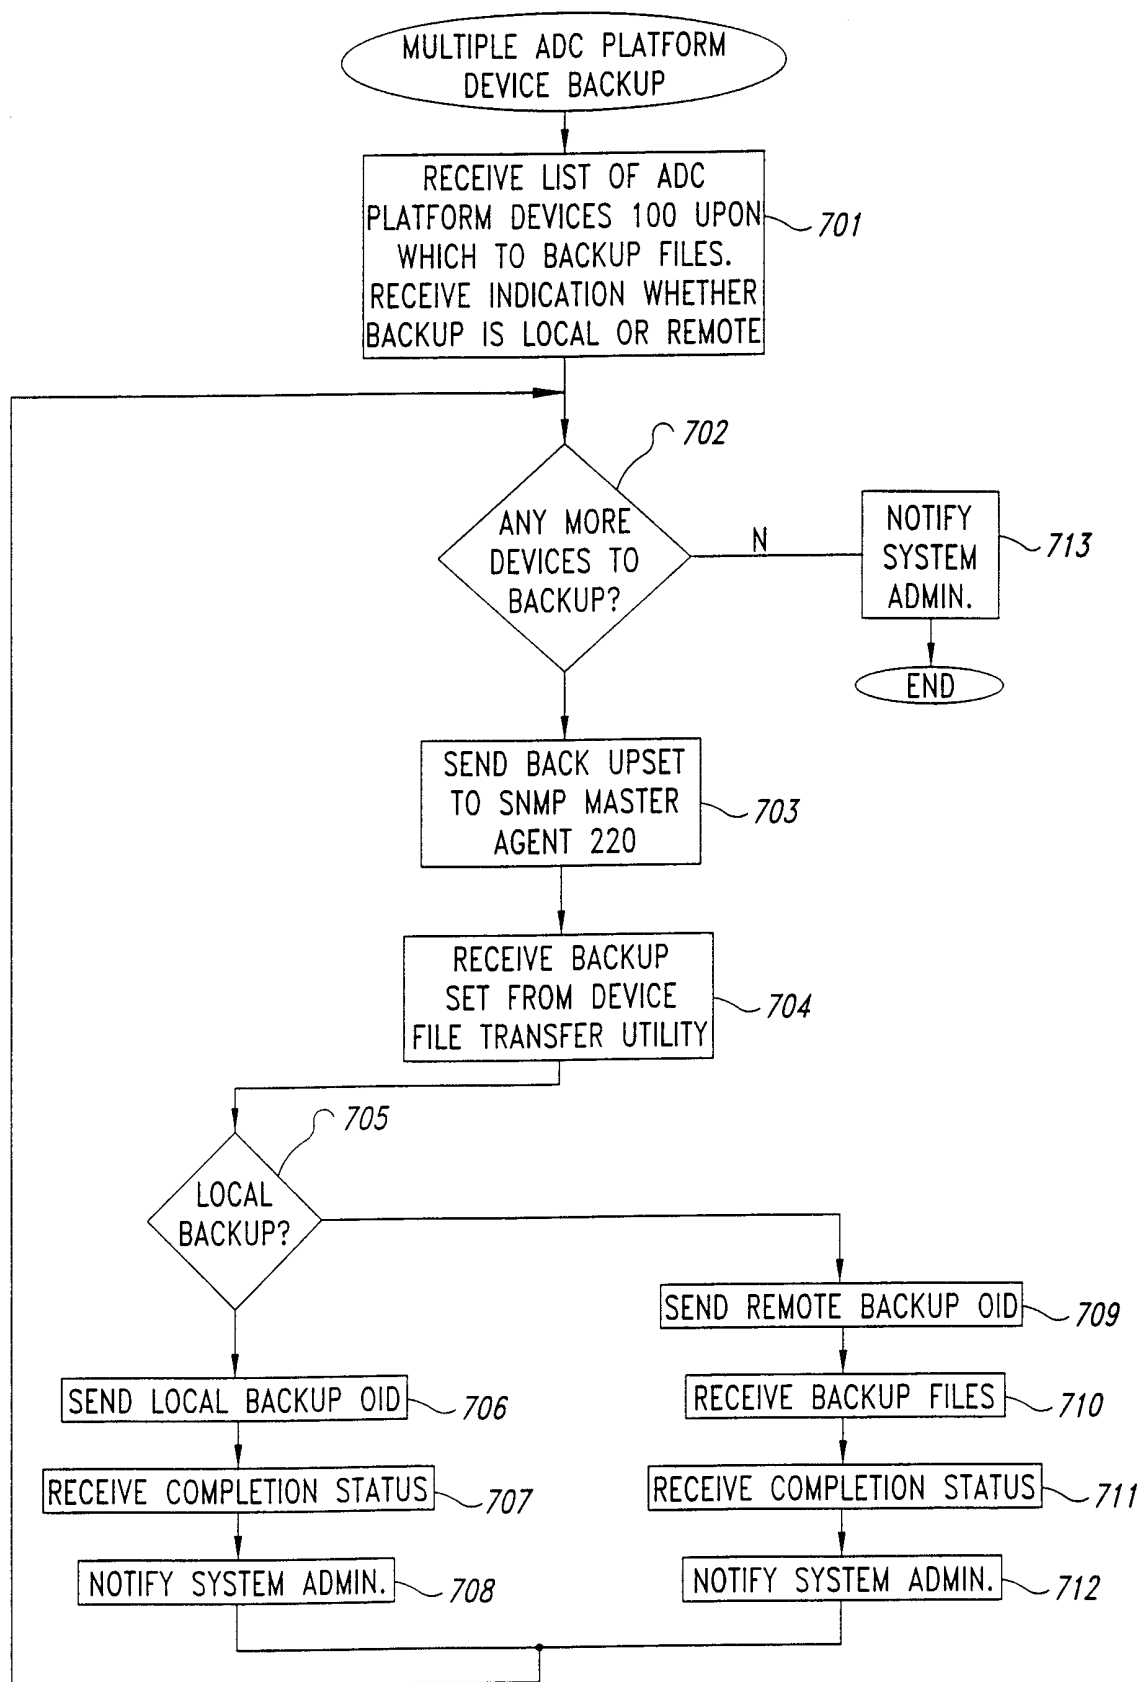 MULTIPLE ADC PLATFORM
DEVICE BACKUP
RECEIVE LIST OF ADC
PLATFORM DEVICES 100 UPON
WHICH TO BACKUP FILES.
RECEIVE INDICATION WHETHER
BACKUP IS LOCAL OR REMOTE
701
702
ANY MORE
DEVICES TO
BACKUP?
N
NOTIFY
SYSTEM
ADMIN.
713
END
SEND BACK UPSET
TO SNMP MASTER
AGENT 220
703
RECEIVE BACKUP
SET FROM DEVICE
FILE TRANSFER UTILITY
704
705
LOCAL
BACKUP?
SEND LOCAL BACKUP OID
706
RECEIVE COMPLETION STATUS
707
NOTIFY SYSTEM ADMIN.
708
SEND REMOTE BACKUP OID
709
RECEIVE BACKUP FILES
710
RECEIVE COMPLETION STATUS
711
NOTIFY SYSTEM ADMIN.
712